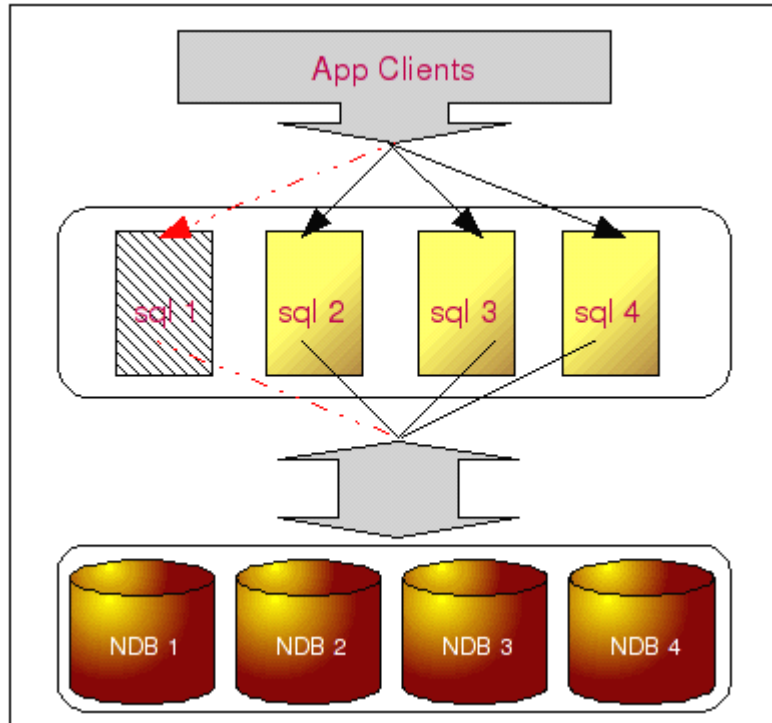 App Clients
sql 1
sql 2
sql 3
sql 4
NDB 1
NDB 2
NDB 3
NDB 4